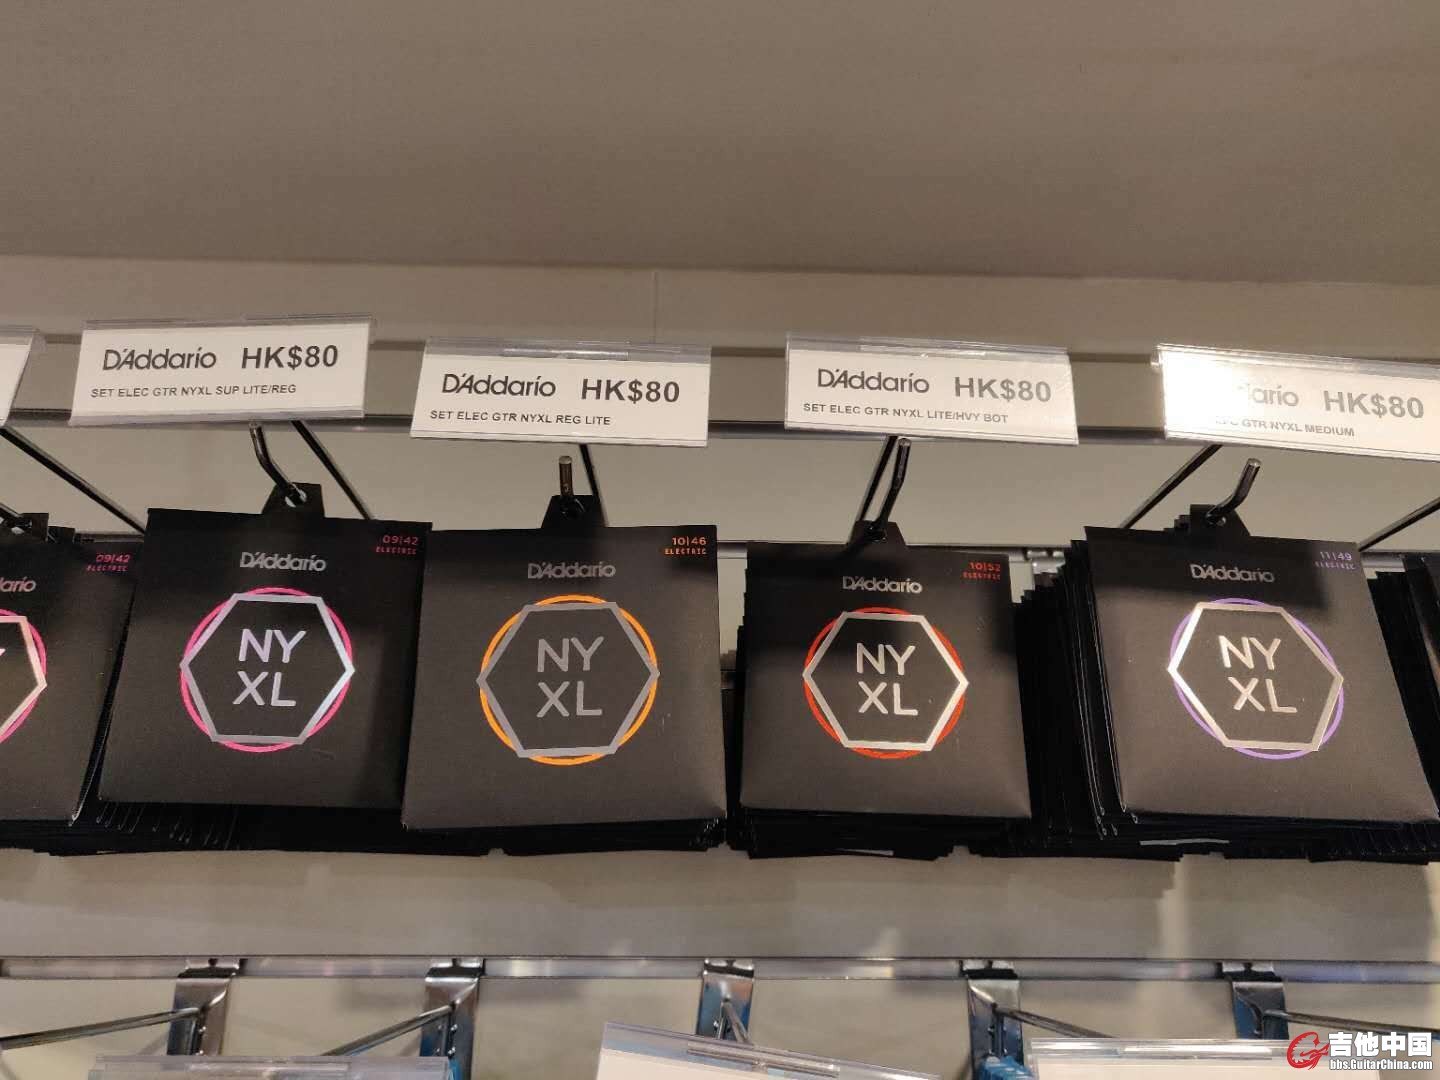 D'Addario HK$80
SET ELEC GTR NYXL SUP LITE/REG
D'Addario HK$80
SET ELEC GTR NYXL REG LITE
D'Addario HK$80
SET ELEC GTR NYXL LITE/HVY BOT
HK$80
GTR NYXL MEDIUM
09|42
ELECTRIC
09|42
ELECTRIC
D'Addario
NY
XL
10|46
ELECTRIC
D'Addario
NY
XL
10|52
ELECTRIC
D'Addario
NY
XL
11|49
ELECTRIC
D'Addario
NY
XL
吉他中国
bbs.GuitarChina.com